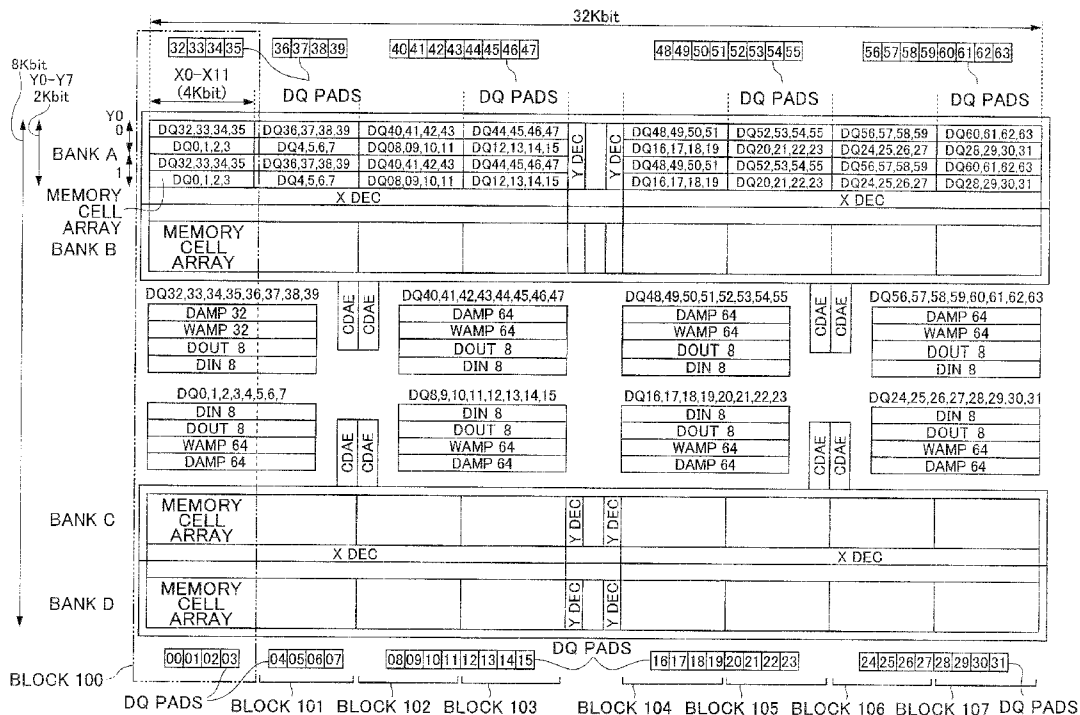 32Kbit
32 33 34 35 36 37 38 39 40 41 42 43 44 45 46 47 48 49 50 51 52 53 54 55 56 57 58 59 60 61 62 63
8Kbit
Y0-Y7
2Kbit
X0-X11
(4Kbit)
DQ PADS DQ PADS DQ PADS DQ PADS
Y0
0
DQ32,33,34,35 DQ36,37,38,39 DQ40,41,42,43 DQ44,45,46,47 Y DEC Y DEC DQ48,49,50,51 DQ52,53,54,55 DQ56,57,58,59 DQ60,61,62,63
DQ0,1,2,3 DQ4,5,6,7 DQ08,09,10,11 DQ12,13,14,15 DQ16,17,18,19 DQ20,21,22,23 DQ24,25,26,27 DQ28,29,30,31
BANK A
DQ32,33,34,35 DQ36,37,38,39 DQ40,41,42,43 DQ44,45,46,47 DQ48,49,50,51 DQ52,53,54,55 DQ56,57,58,59 DQ60,61,62,63
1
DQ0,1,2,3 DQ4,5,6,7 DQ08,09,10,11 DQ12,13,14,15 DQ16,17,18,19 DQ20,21,22,23 DQ24,25,26,27 DQ28,29,30,31
MEMORY
CELL
ARRAY
X DEC X DEC
BANK B
MEMORY
CELL
ARRAY
DQ32,33,34,35,36,37,38,39 CDAE CDAE DQ40,41,42,43,44,45,46,47 DQ48,49,50,51,52,53,54,55 CDAE CDAE DQ56,57,58,59,60,61,62,63
DAMP 32 DAMP 64 DAMP 64 DAMP 64
WAMP 32 WAMP 64 WAMP 64 WAMP 64
DOUT 8 DOUT 8 DOUT 8 DOUT 8
DIN 8 DIN 8 DIN 8 DIN 8
DQ0,1,2,3,4,5,6,7 DQ8,9,10,11,12,13,14,15 DQ16,17,18,19,20,21,22,23 DQ24,25,26,27,28,29,30,31
DIN 8 DIN 8 DIN 8 DIN 8
DOUT 8 DOUT 8 DOUT 8 DOUT 8
WAMP 64 CDAE CDAE WAMP 64 WAMP 64 CDAE CDAE WAMP 64
DAMP 64 DAMP 64 DAMP 64 DAMP 64
BANK C
MEMORY
CELL
ARRAY
Y DEC Y DEC
X DEC X DEC
BANK D
MEMORY
CELL
ARRAY
Y DEC Y DEC
DQ PADS
00 01 02 03 04 05 06 07 08 09 10 11 12 13 14 15 16 17 18 19 20 21 22 23 24 25 26 27 28 29 30 31
BLOCK 100 DQ PADS BLOCK 101 BLOCK 102 BLOCK 103 BLOCK 104 BLOCK 105 BLOCK 106 BLOCK 107 DQ PADS